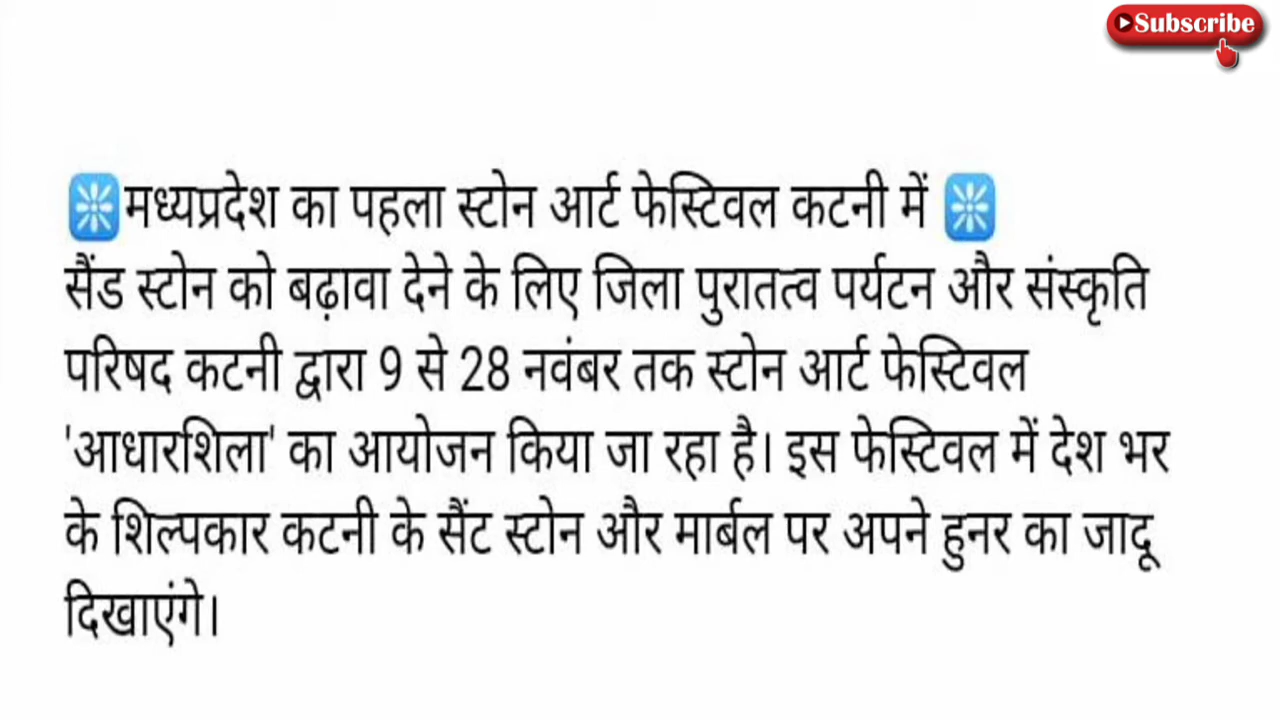 Subscribe
❇मध्यप्रदेश का पहला स्टोन आर्ट फेस्टिवल कटनी में ❇
सैंड स्टोन को बढ़ावा देने के लिए जिला पुरातत्व पर्यटन और संस्कृति
परिषद कटनी द्वारा 9 से 28 नवंबर तक स्टोन आर्ट फेस्टिवल
'आधारशिला' का आयोजन किया जा रहा है। इस फेस्टिवल में देश भर
के शिल्पकार कटनी के सैंट स्टोन और मार्बल पर अपने हुनर का जादू
दिखाएंगे।